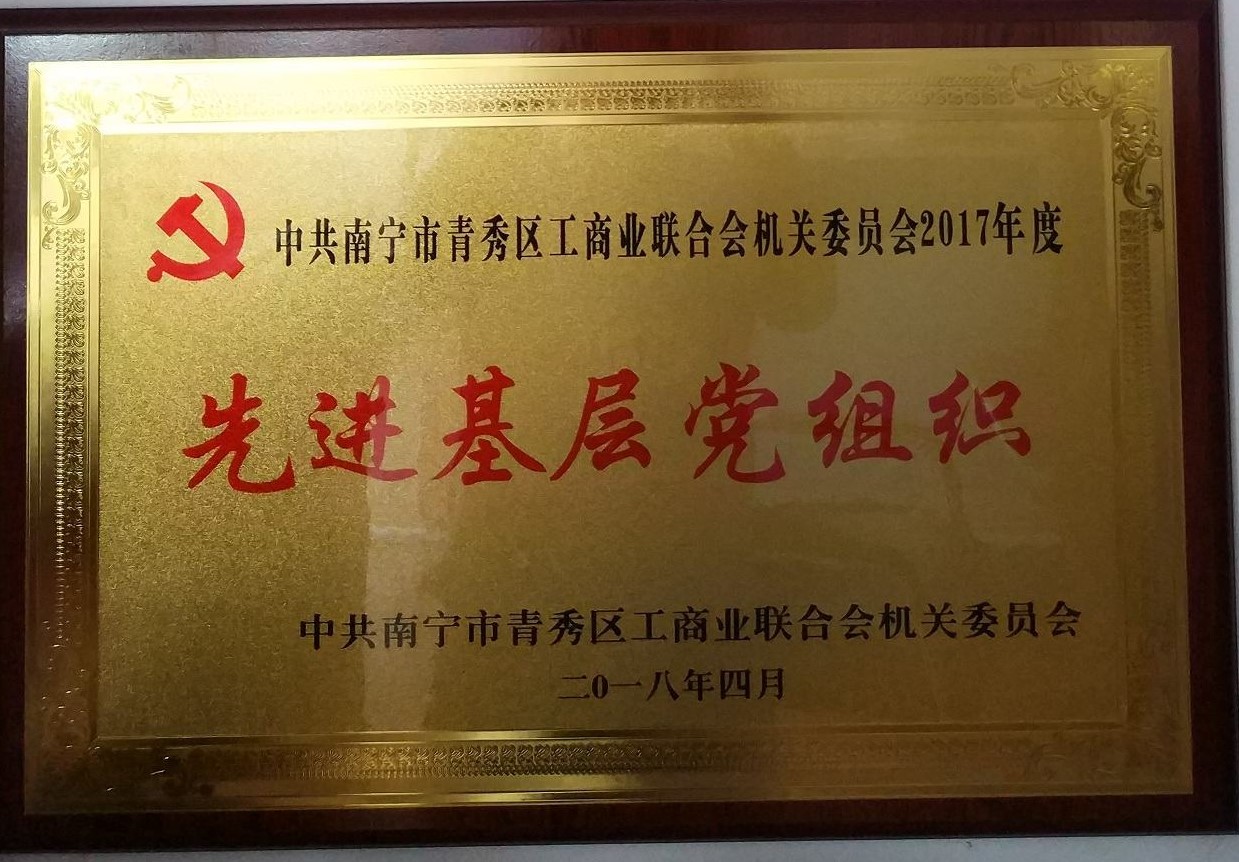 中共南宁市青秀区工商业联合会机关委员会2017年度
先进基层党组织
中共南宁市青秀区工商业联合会机关委员会
二0一八年四月